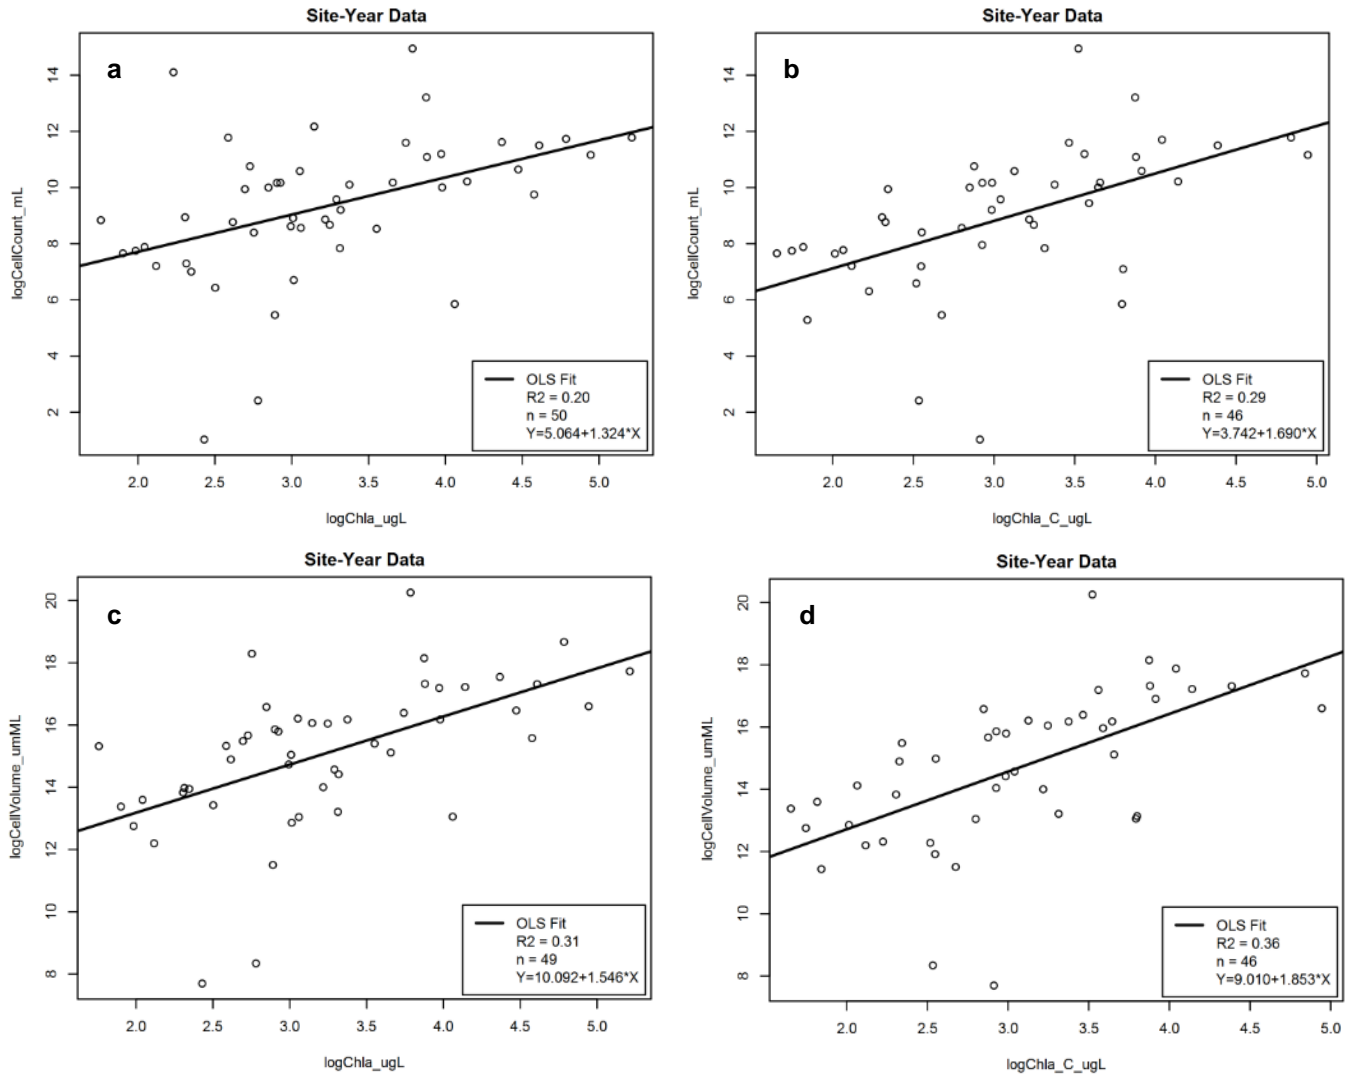 Site-Year Data
a
logCellCount_mL
14
12
10
8
6
4
2
2.0 2.5 3.0 3.5 4.0 4.5 5.0
logChla_ugL
OLS Fit
R2 = 0.20
n = 50
Y=5.064+1.324*X
Site-Year Data
b
logCellCount_mL
14
12
10
8
6
4
2
2.0 2.5 3.0 3.5 4.0 4.5 5.0
logChla_C_ugL
OLS Fit
R2 = 0.29
n = 46
Y=3.742+1.690*X
Site-Year Data
c
logCellVolume_umML
20
18
16
14
12
10
8
2.0 2.5 3.0 3.5 4.0 4.5 5.0
logChla_ugL
OLS Fit
R2 = 0.31
n = 49
Y=10.092+1.546*X
Site-Year Data
d
logCellVolume_umML
20
18
16
14
12
10
8
2.0 2.5 3.0 3.5 4.0 4.5 5.0
logChla_C_ugL
OLS Fit
R2 = 0.36
n = 46
Y=9.010+1.853*X